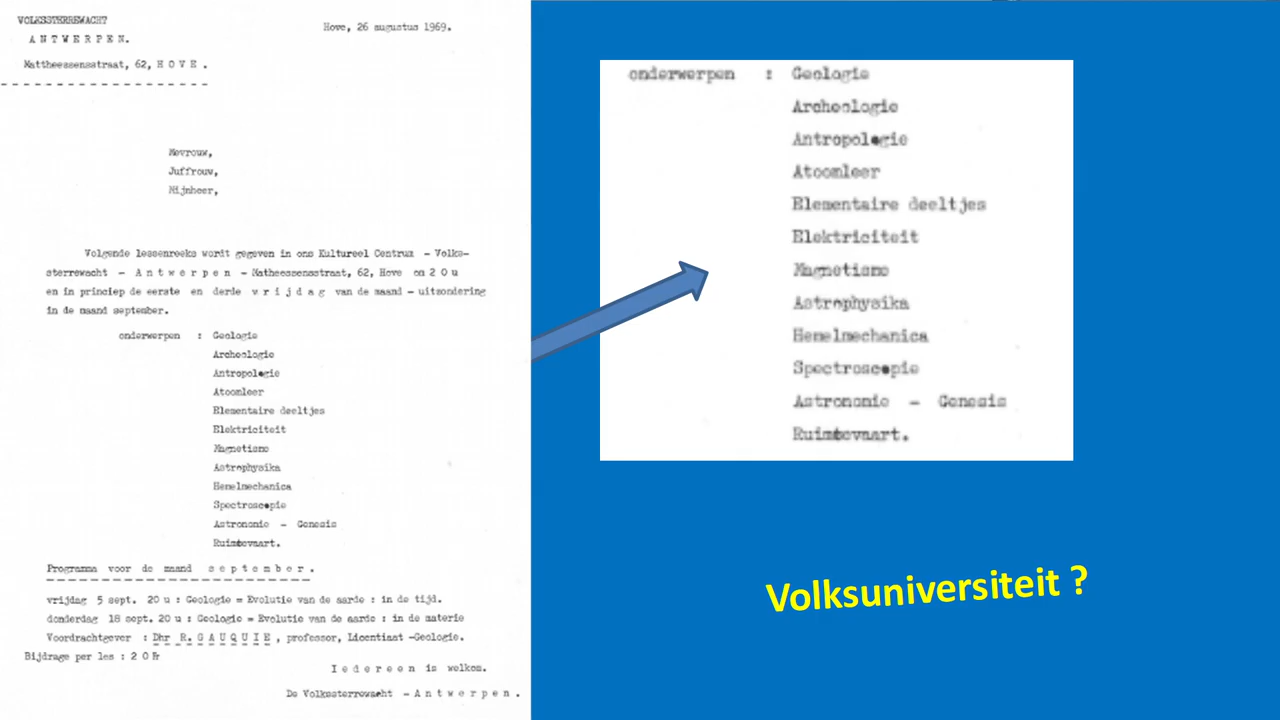 VOLKSSTERREWACHT
A N T W E R P E N.
Hove, 26 augustus 1969.
Mattheessensstraat, 62, H O V E .
Mevrouw,
Juffrouw,
Mijnheer,
Volgende lessenreeks wordt gegeven in ons Kultureel Centrum - Volks-
sterrewacht - A n t w e r p e n - Matheessensstraat, 62, Hove om 2 0 u
en in princiep de eerste en derde v r i j d a g van de maand - uitzondering
in de maand september.
onderwerpen : Geologie
Archeologie
Antropologie
Atoomleer
Elementaire deeltjes
Elektriciteit
Magnetisme
Astrophysika
Hemelmechanica
Spectroscopie
Astronomie - Genesis
Ruimtevaart.
Programma voor de maand s e p t e m b e r .
vrijdag 5 sept. 20 u : Geologie = Evolutie van de aarde : in de tijd.
donderdag 18 sept. 20 u : Geologie = Evolutie van de aarde : in de materie
Voordrachtgever : Dhr R. G A U Q U I E , professor, Licentiaat -Geologie.
Bijdrage per les : 2 0 Fr
I e d e r e e n is welkom.
De Volkssterrewacht - A n t w e r p e n .
onderwerpen : Geologie
Archeologie
Antropologie
Atoomleer
Elementaire deeltjes
Elektriciteit
Magnetisme
Astrophysika
Hemelmechanica
Spectroscopie
Astronomie - Genesis
Ruimtevaart.
Volksuniversiteit ?